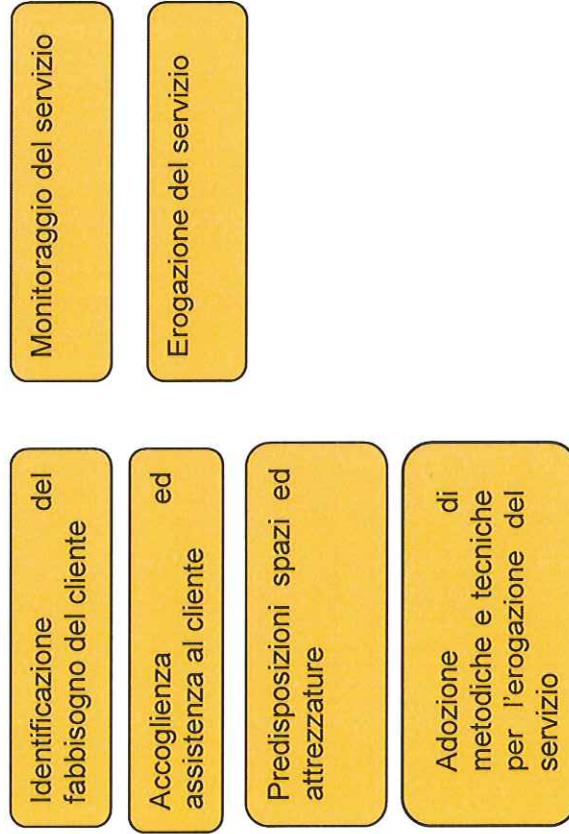 Identificazione del
fabbisogno del cliente
Accoglienza ed
assistenza al cliente
Predisposizioni spazi ed
attrezzature
Adozione di
metodiche e tecniche
per l'erogazione del
servizio
Monitoraggio del servizio
Erogazione del servizio